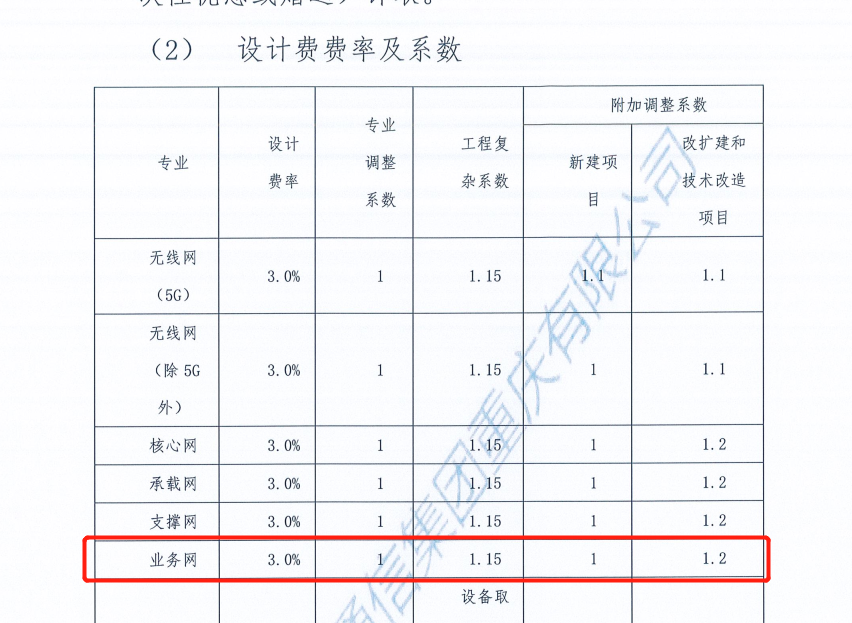 （2） 设计费费率及系数
专业 设计费率 专业调整系数 工程复杂系数 附加调整系数
新建项目 改扩建和技术改造项目
无线网（5G） 3.0% 1 1.15 1.1 1.1
无线网（除5G外） 3.0% 1 1.15 1 1.1
核心网 3.0% 1 1.15 1 1.2
承载网 3.0% 1 1.15 1 1.2
支撑网 3.0% 1 1.15 1 1.2
业务网 3.0% 1 1.15 1 1.2
设备取
通信集团重庆有限公司